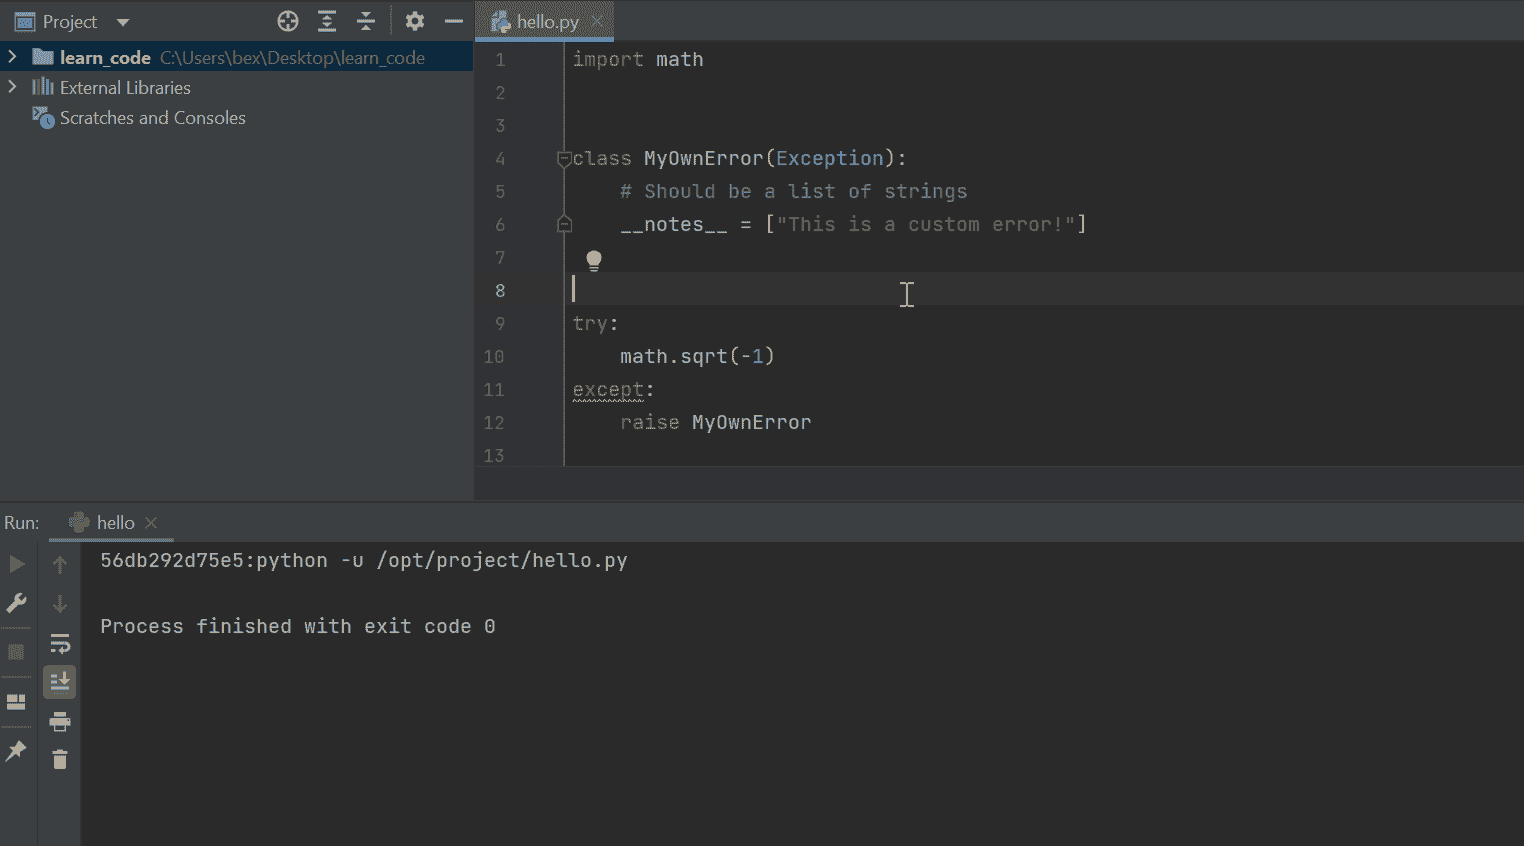 Project
learn_code C:\Users\bex\Desktop\learn_code
External Libraries
Scratches and Consoles
hello.py
1 import math
2
3
4 class MyOwnError(Exception):
5     # Should be a list of strings
6     __notes__ = ["This is a custom error!"]
7
8
9 try:
10     math.sqrt(-1)
11 except:
12     raise MyOwnError
13
Run: hello
56db292d75e5:python -u /opt/project/hello.py
Process finished with exit code 0